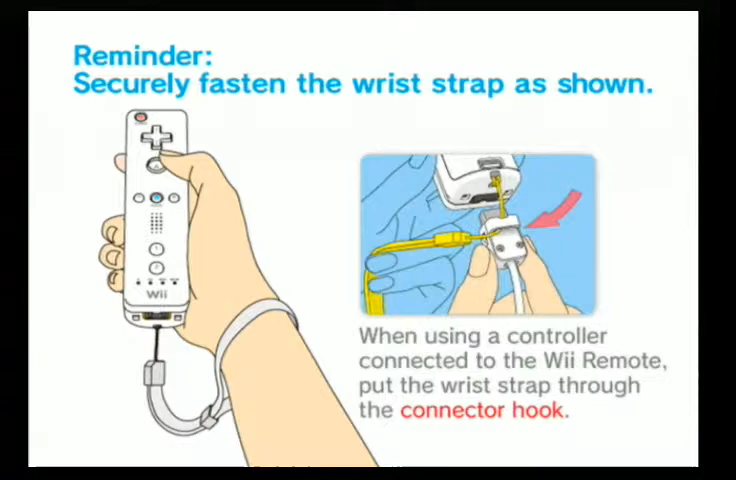 Reminder:
Securely fasten the wrist strap as shown.
Wii
When using a controller
connected to the Wii Remote,
put the wrist strap through
the connector hook.